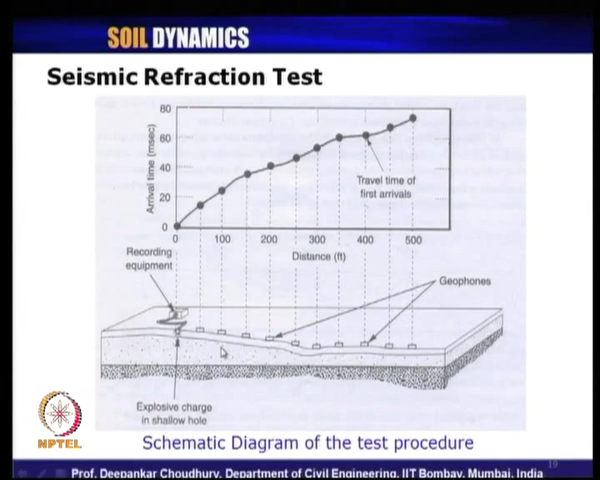 SOIL DYNAMICS
Seismic Refraction Test
80
60
40
20
0
Arrival time (msec)
Travel time of
first arrivals
0 100 200 300 400 500
Distance (ft)
Recording
equipment
Geophones
Explosive charge
in shallow hole
NPTEL
Schematic Diagram of the test procedure
19
Prof. Deepankar Choudhury, Department of Civil Engineering, IIT Bombay, Mumbai, India